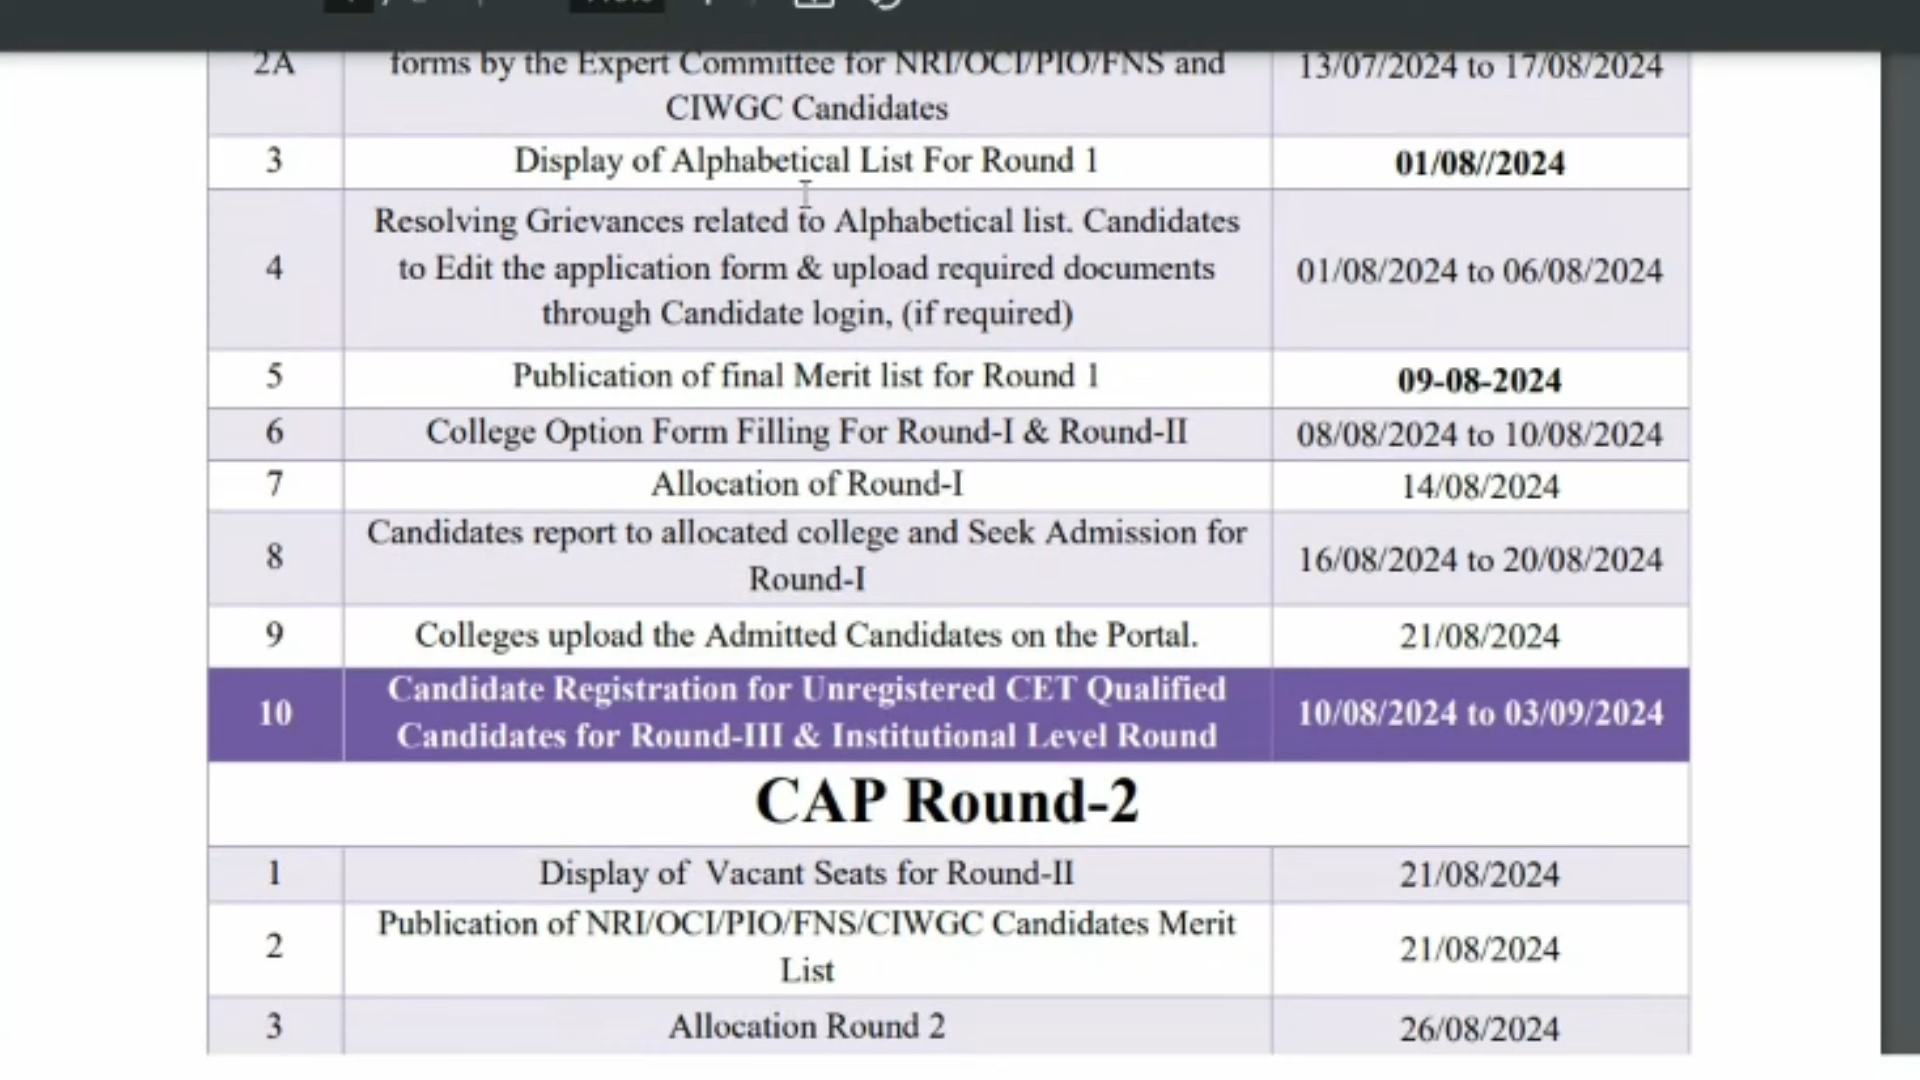 2A
forms by the Expert Committee for NRI/OCI/PIO/FNS and
CIWGC Candidates
13/07/2024 to 17/08/2024
3
Display of Alphabetical List For Round 1
01/08//2024
4
Resolving Grievances related to Alphabetical list. Candidates
to Edit the application form & upload required documents
through Candidate login, (if required)
01/08/2024 to 06/08/2024
5
Publication of final Merit list for Round 1
09-08-2024
6
College Option Form Filling For Round-I & Round-II
08/08/2024 to 10/08/2024
7
Allocation of Round-I
14/08/2024
8
Candidates report to allocated college and Seek Admission for
Round-I
16/08/2024 to 20/08/2024
9
Colleges upload the Admitted Candidates on the Portal.
21/08/2024
10
Candidate Registration for Unregistered CET Qualified
Candidates for Round-III & Institutional Level Round
10/08/2024 to 03/09/2024
CAP Round-2
1
Display of Vacant Seats for Round-II
21/08/2024
2
Publication of NRI/OCI/PIO/FNS/CIWGC Candidates Merit
List
21/08/2024
3
Allocation Round 2
26/08/2024